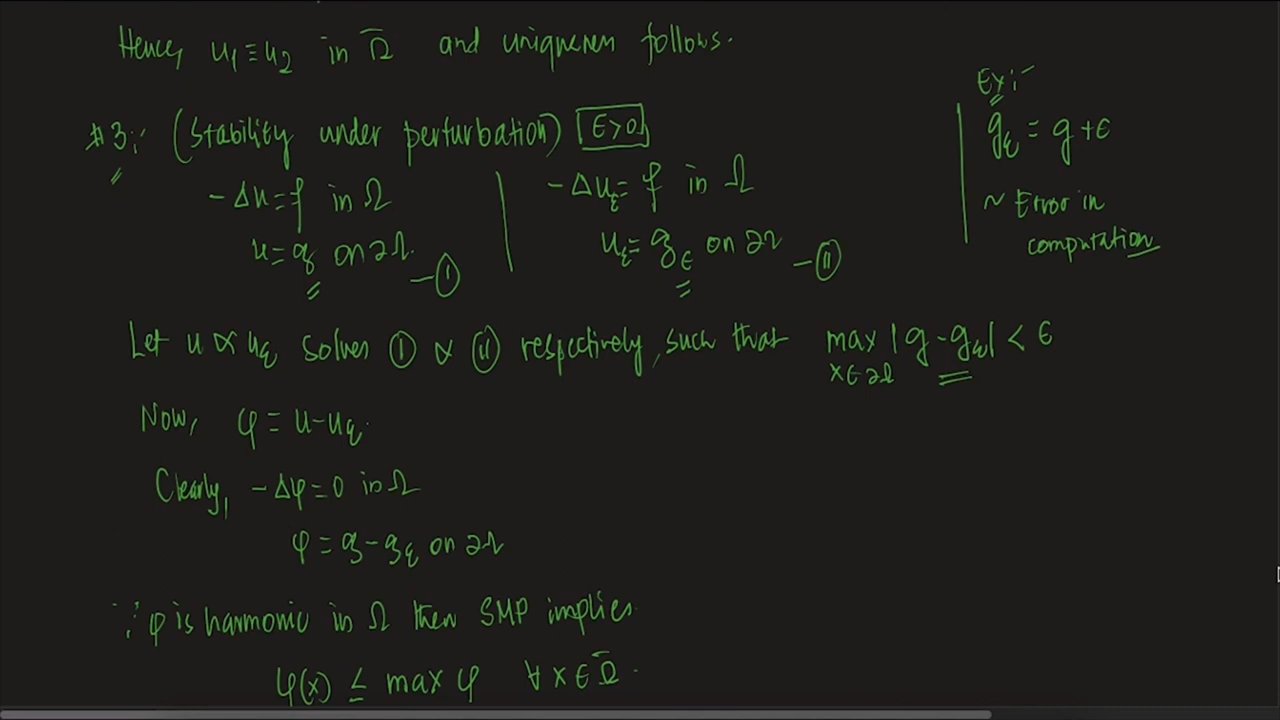 Hence, u₁ ≡ u₂ in Ω̄ and uniqueness follows.
#3: (Stability under perturbation) ε>0
-Δu = f in Ω
u = g on ∂Ω. —Ⓘ
-Δu_ε = f in Ω
u_ε = g_ε on ∂Ω —Ⓘⓘ
Ex:-
g_ε = g + ε
~ Error in
computation
Let u & u_ε solves Ⓘ & Ⓘⓘ respectively, such that max |g - g_ε| < ε
x∈∂Ω
Now, φ = u - u_ε.
Clearly, -Δφ = 0 in Ω
φ = g - g_ε on ∂Ω
∵ φ is harmonic in Ω then SMP implies
φ(x) ≤ max φ ∀ x ∈ Ω̄.